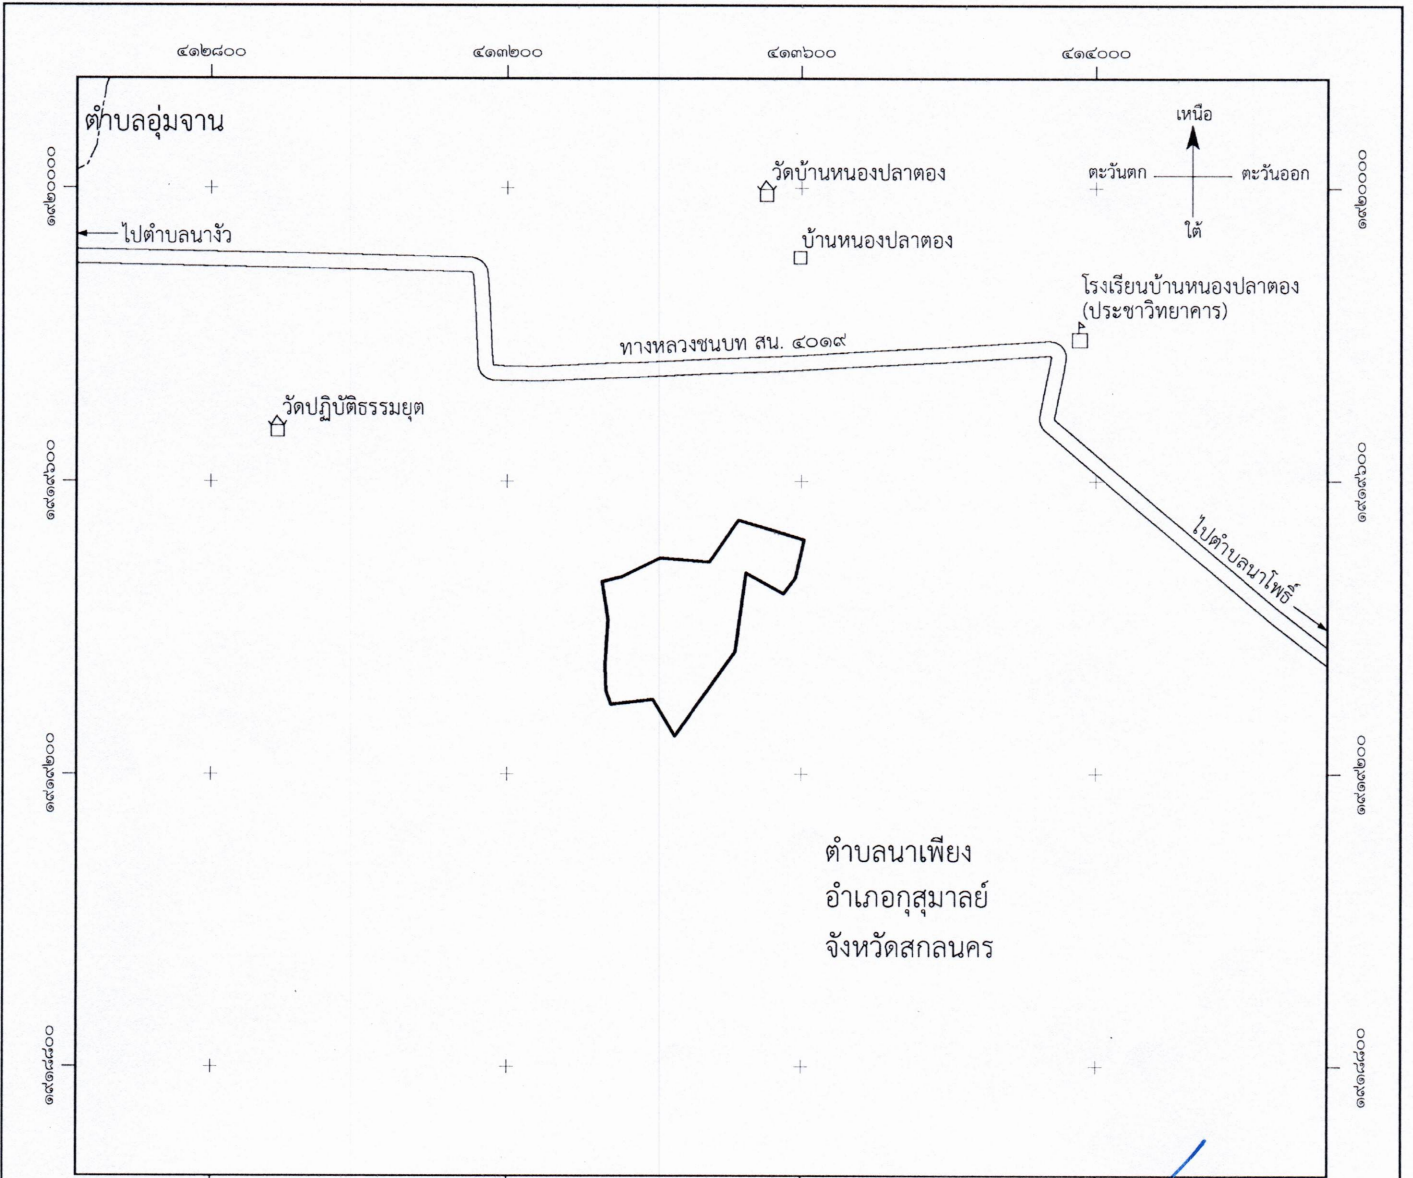 ๔๑๒๘๐๐
๔๑๓๒๐๐
๔๑๓๖๐๐
๔๑๔๐๐๐
ตำบลอุ่มจาน
เหนือ
ตะวันตก
ตะวันออก
ใต้
๑๙๒๐๐๐๐
๑๙๒๐๐๐๐
วัดบ้านหนองปลาตอง
ไปตำบลนางัว
บ้านหนองปลาตอง
โรงเรียนบ้านหนองปลาตอง
(ประชาวิทยาคาร)
ทางหลวงชนบท สน. ๔๐๑๙
วัดปฏิบัติธรรมยุต
๑๙๑๙๖๐๐
๑๙๑๙๖๐๐
ไปตำบลนาโพธิ์
๑๙๑๙๒๐๐
๑๙๑๙๒๐๐
ตำบลนาเพียง
อำเภอกุสุมาลย์
จังหวัดสกลนคร
๑๙๑๘๘๐๐
๑๙๑๘๘๐๐